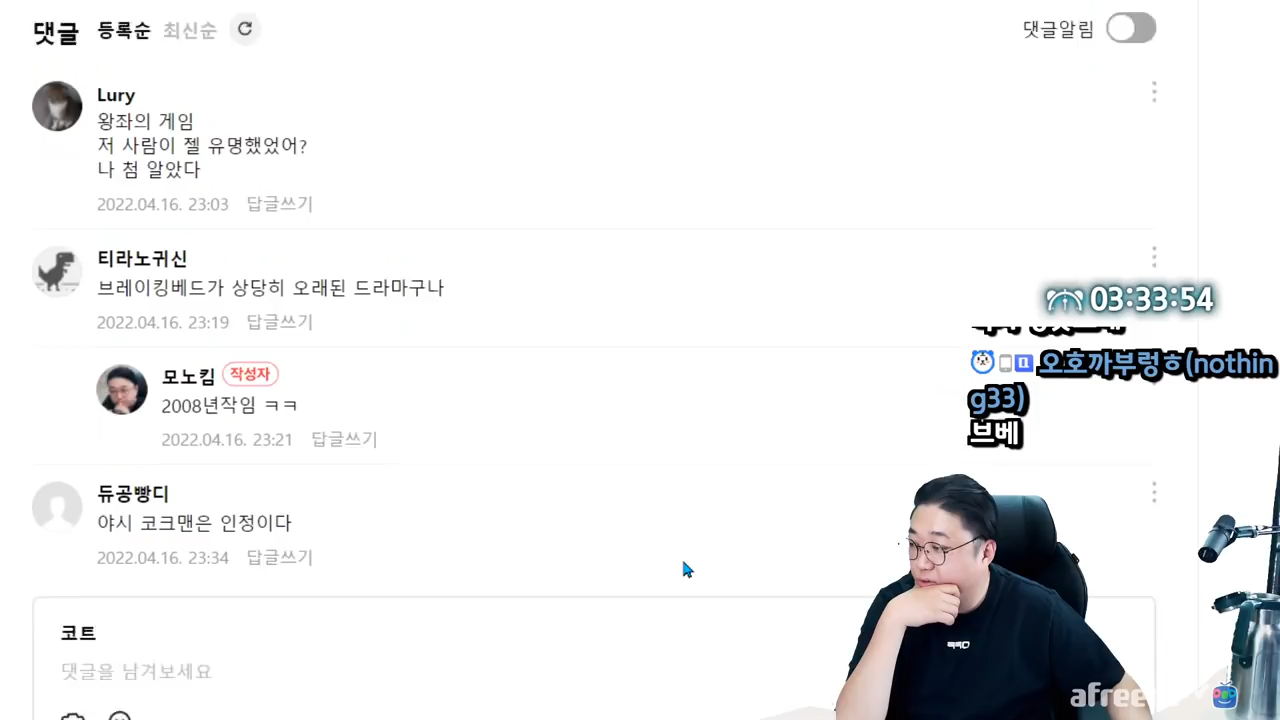 댓글 등록순 최신순
댓글알림
Lury
왕좌의 게임
저 사람이 젤 유명했었어?
나 첨 알았다
2022.04.16. 23:03 답글쓰기
티라노귀신
브레이킹베드가 상당히 오래된 드라마구나
2022.04.16. 23:19 답글쓰기
모노킴 작성자
2008년작임 ㅋㅋ
2022.04.16. 23:21 답글쓰기
듀공빵디
야시 코크맨은 인정이다
2022.04.16. 23:34 답글쓰기
코트
댓글을 남겨보세요
03:33:54
오호까부렁ㅎ(nothin
g33)
브베
afree